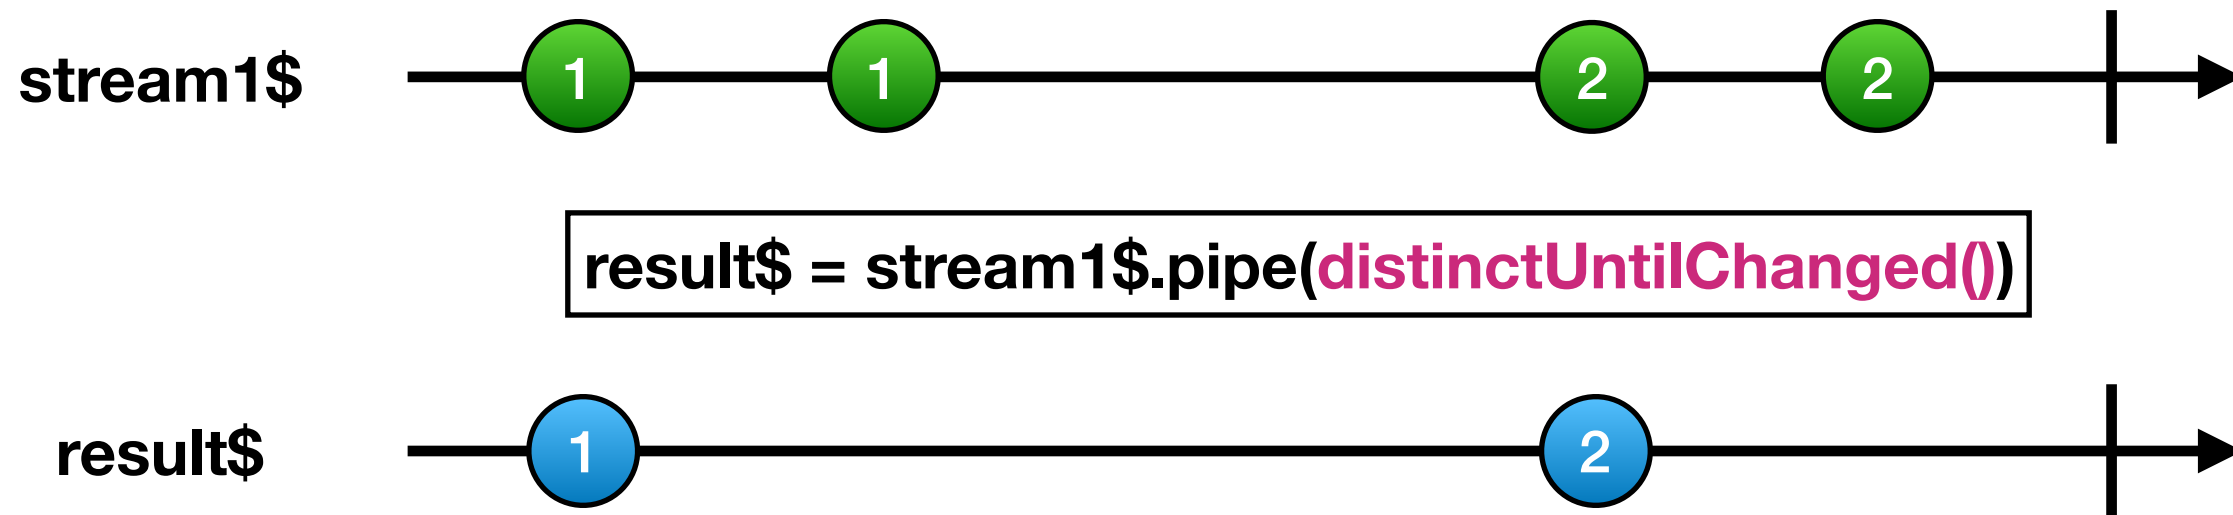 stream1$ 1 1 2 2
result$ = stream1$.pipe(distinctUntilChanged())
result$ 1 2